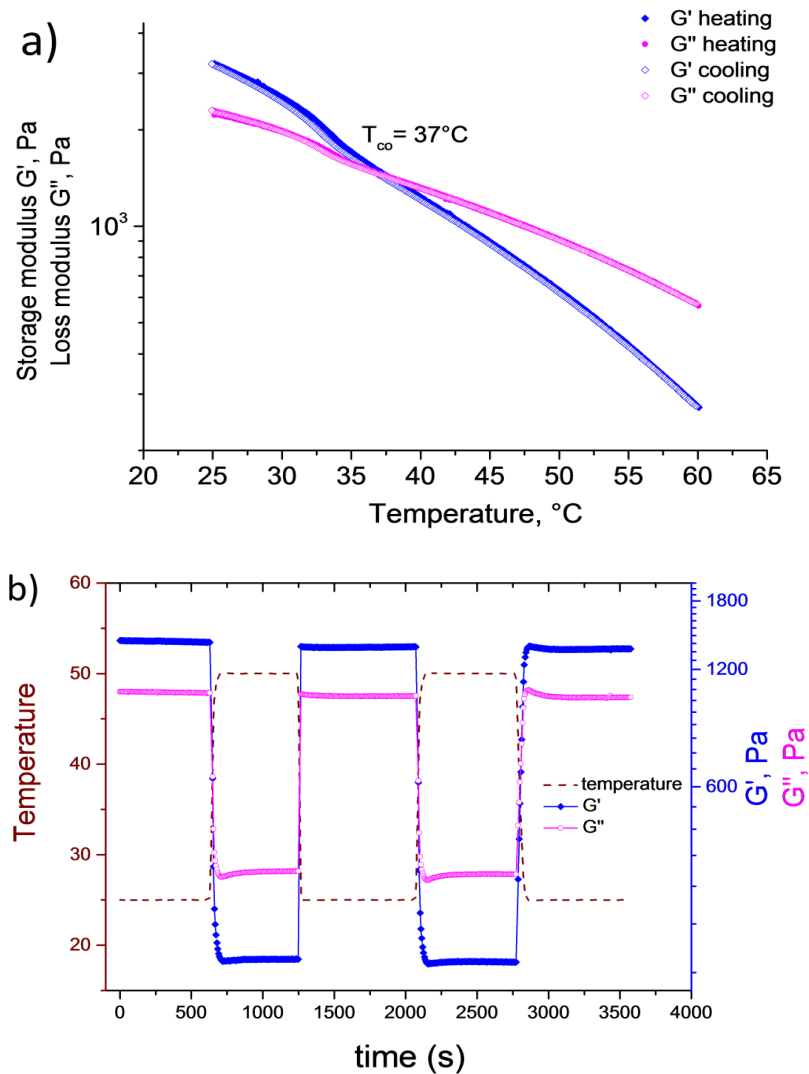 a)
G' heating
G" heating
G' cooling
G" cooling
T_co = 37°C
Storage modulus G', Pa
Loss modulus G", Pa
10³
20 25 30 35 40 45 50 55 60 65
Temperature, °C
b)
60
50
40
30
20
Temperature
1800
1200
600
G', Pa
G", Pa
temperature
G'
G"
0 500 1000 1500 2000 2500 3000 3500 4000
time (s)